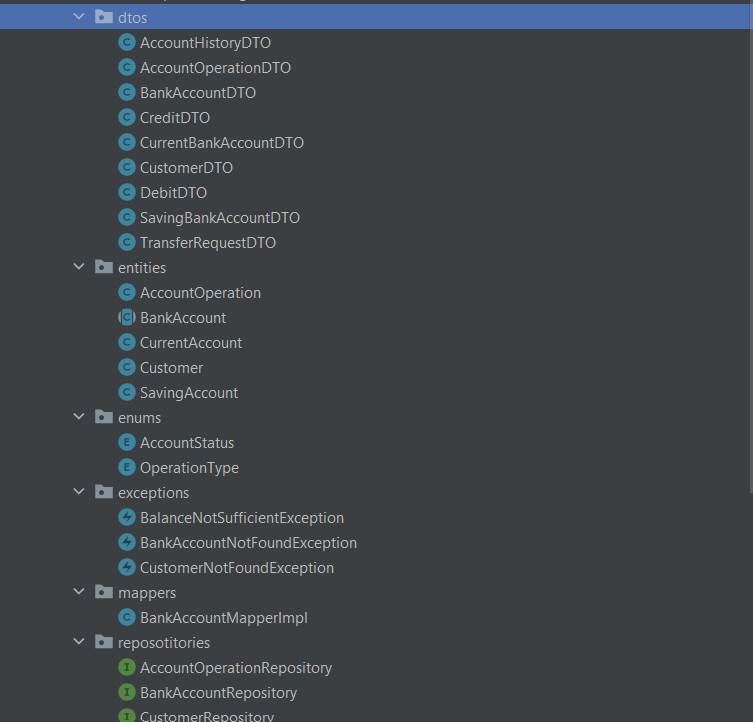 dtos
AccountHistoryDTO
AccountOperationDTO
BankAccountDTO
CreditDTO
CurrentBankAccountDTO
CustomerDTO
DebitDTO
SavingBankAccountDTO
TransferRequestDTO
entities
AccountOperation
BankAccount
CurrentAccount
Customer
SavingAccount
enums
AccountStatus
OperationType
exceptions
BalanceNotSufficientException
BankAccountNotFoundException
CustomerNotFoundException
mappers
BankAccountMapperImpl
reposotitories
AccountOperationRepository
BankAccountRepository
CustomerRepository